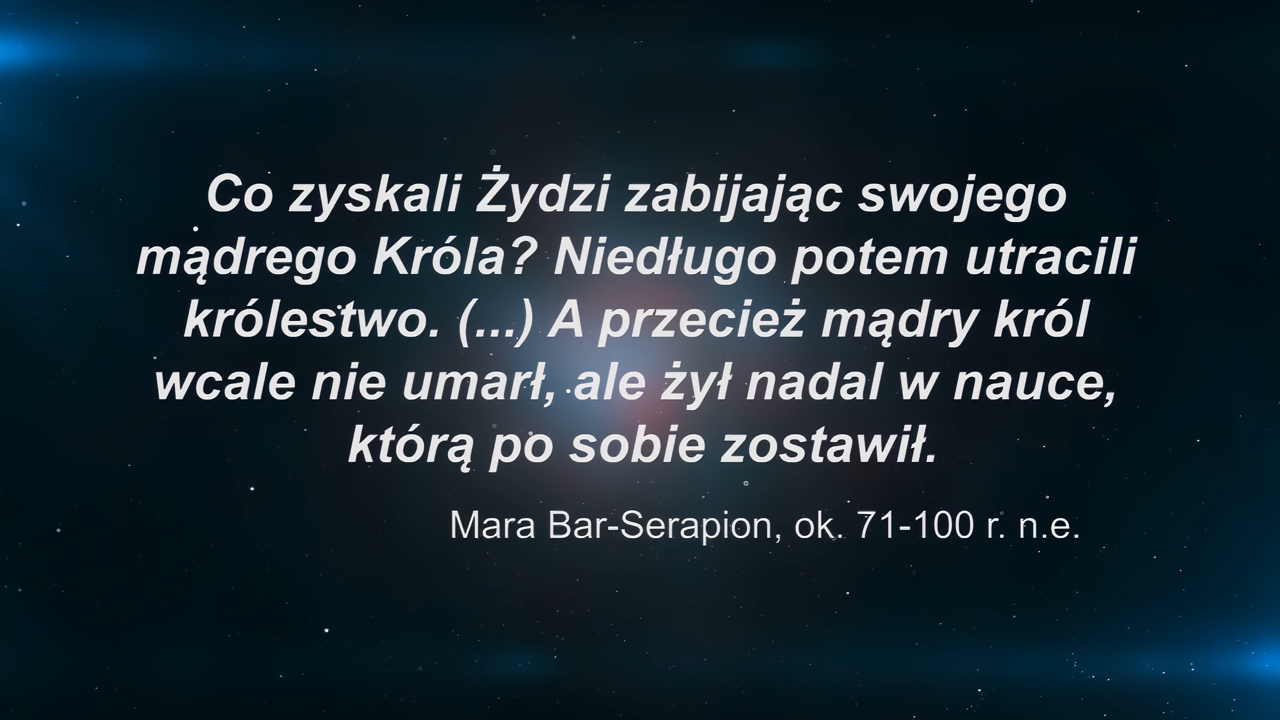 Co zyskali Żydzi zabijając swojego
mądrego Króla? Niedługo potem utracili
królestwo. (...) A przecież mądry król
wcale nie umarł, ale żył nadal w nauce,
którą po sobie zostawił.
Mara Bar-Serapion, ok. 71-100 r. n.e.